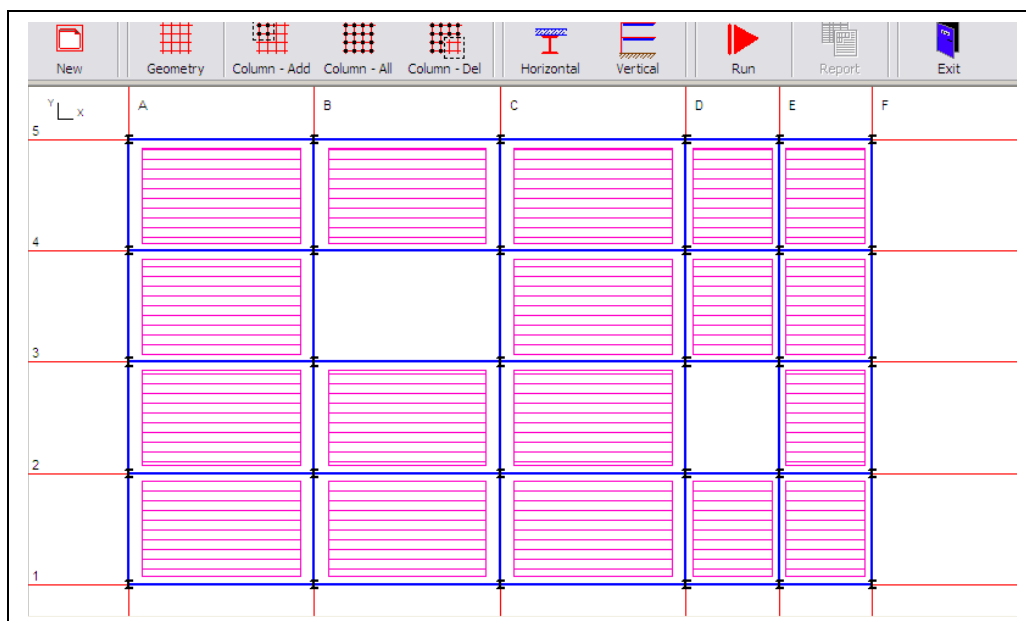 New Geometry Column - Add Column - All Column - Del Horizontal Vertical Run Report Exit
Y X A B C D E F
5
4
3
2
1